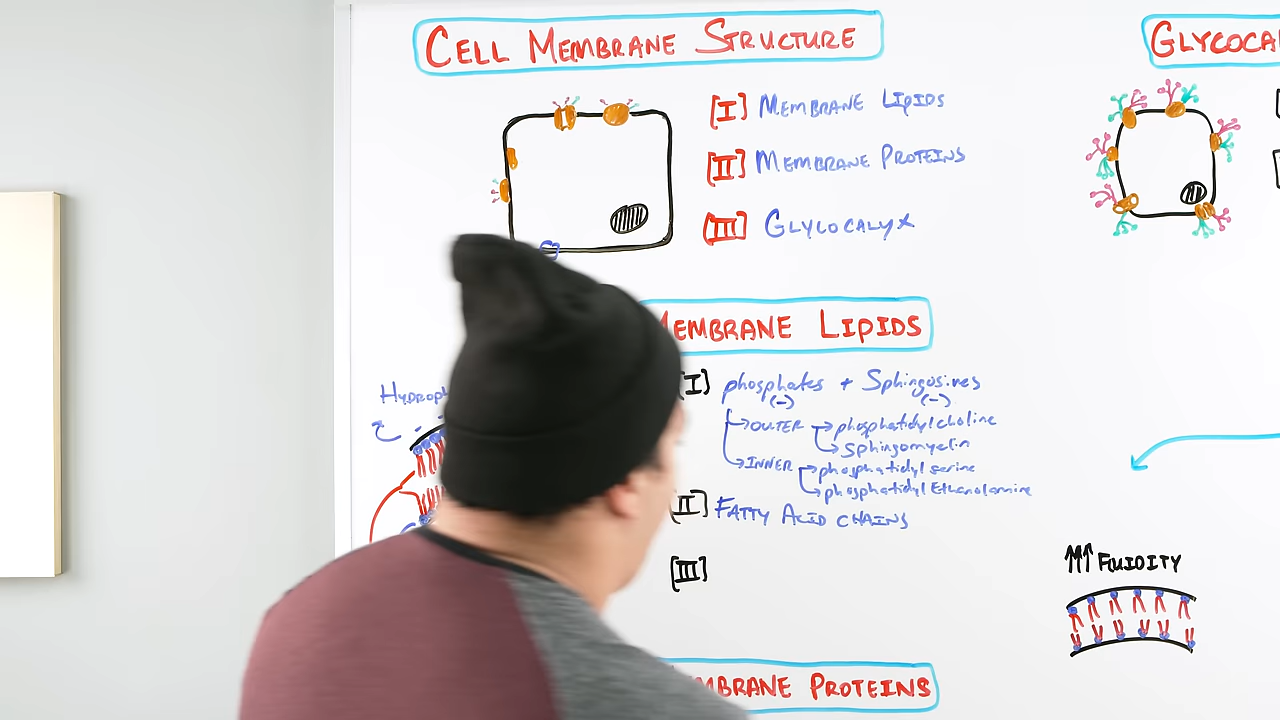 CELL MEMBRANE STRUCTURE
[I] MEMBRANE LIPIDS
[II] MEMBRANE PROTEINS
[III] GLYCOCALYX
GLYCOCA
MEMBRANE LIPIDS
HYDROPH
[I] phosphates + Sphingosines
(-) (-)
OUTER → phosphatidylcholine
Sphingomyelin
INNER → phosphatidyl serine
phosphatidyl Ethanolamine
[II] FATTY ACID CHAINS
[III]
↑↑↑ FLUIDITY
MBRANE PROTEINS